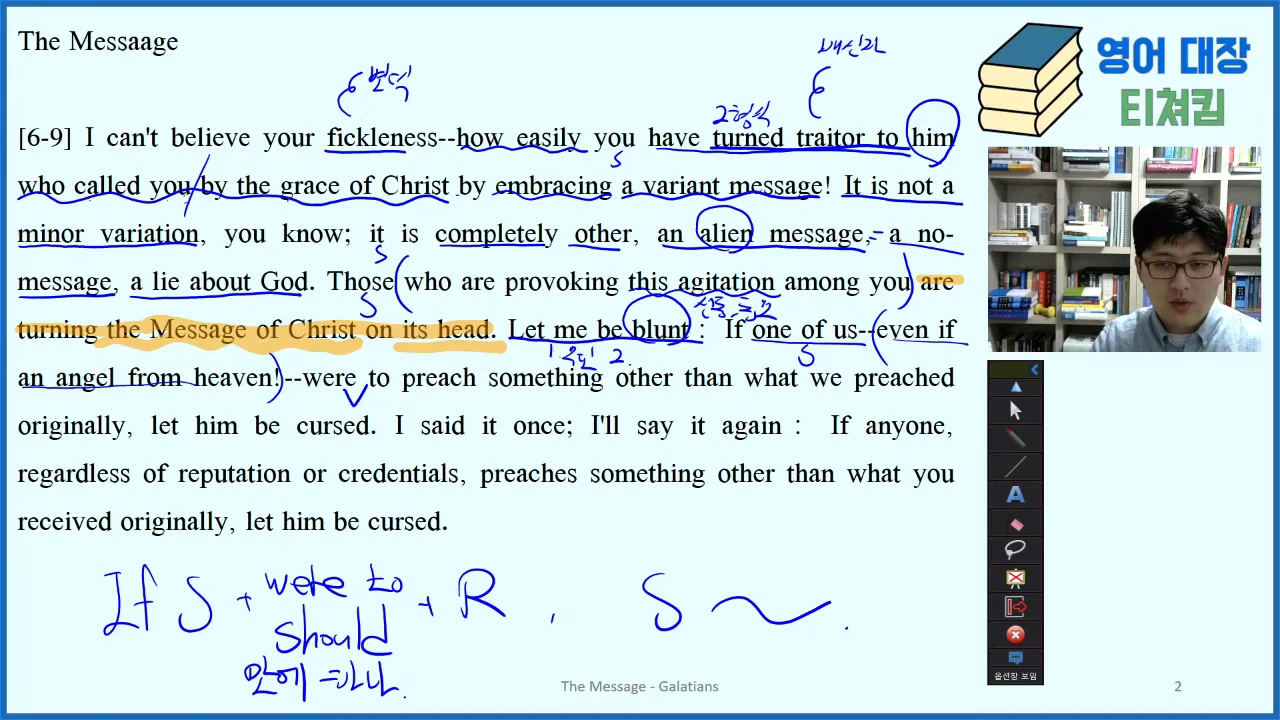 The Messaage
영어 대장
티쳐킴
변덕
배신자
2형식
[6-9] I can't believe your fickleness--how easily you have turned traitor to him
S
who called you by the grace of Christ by embracing a variant message! It is not a
minor variation, you know; it is completely other, an alien message, = a no-
S
message, a lie about God. Those (who are provoking this agitation among you) are
S
turning the Message of Christ on its head. Let me be blunt : If one of us--(even if
S
an angel from heaven!)--were to preach something other than what we preached
V
originally, let him be cursed. I said it once; I'll say it again : If anyone,
regardless of reputation or credentials, preaches something other than what you
received originally, let him be cursed.
If S + were to + R , S .
should
만에 하나.
옵션장 보임
The Message - Galatians
2